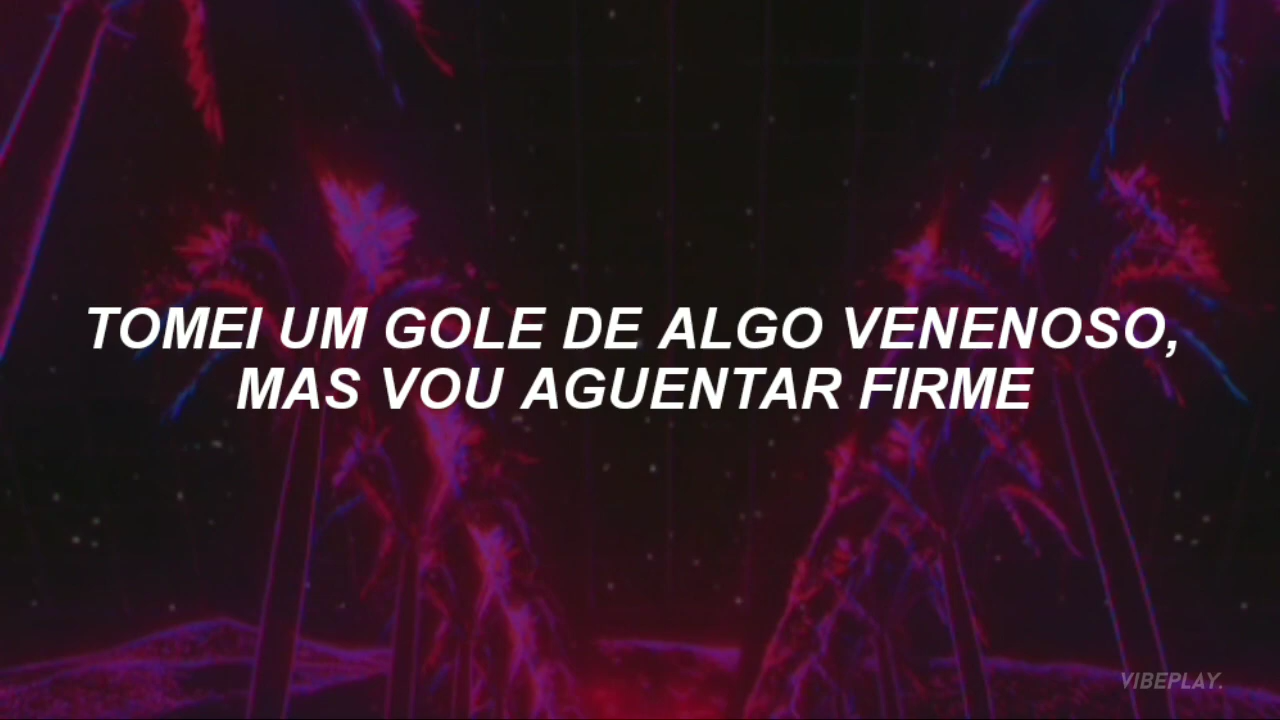 TOMEI UM GOLE DE ALGO VENENOSO,
MAS VOU AGUENTAR FIRME
VIBEPLAY.